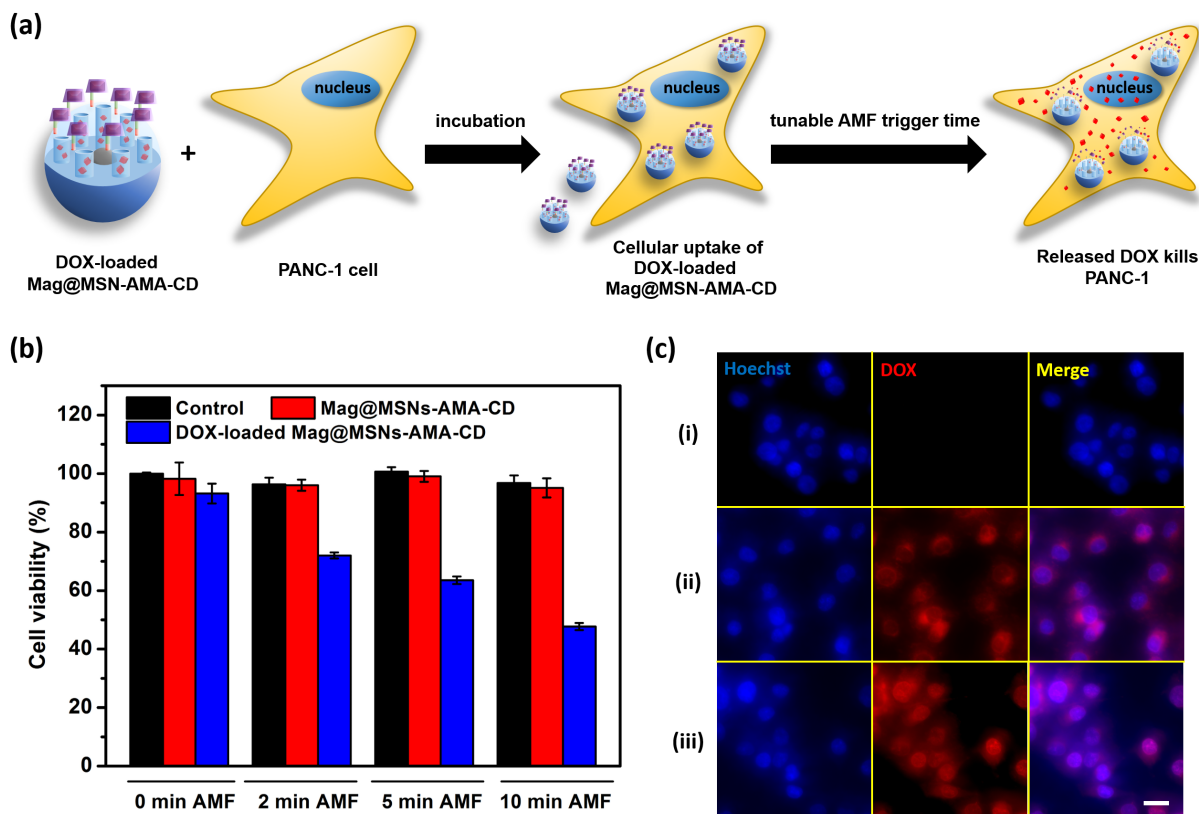 (a)
nucleus
nucleus
nucleus
incubation
tunable AMF trigger time
+
DOX-loaded
Mag@MSN-AMA-CD
PANC-1 cell
Cellular uptake of
DOX-loaded
Mag@MSN-AMA-CD
Released DOX kills
PANC-1
(b)
Control
Mag@MSNs-AMA-CD
DOX-loaded Mag@MSNs-AMA-CD
Cell viability (%)
120
100
80
60
40
20
0
0 min AMF
2 min AMF
5 min AMF
10 min AMF
(c)
Hoechst
DOX
Merge
(i)
(ii)
(iii)